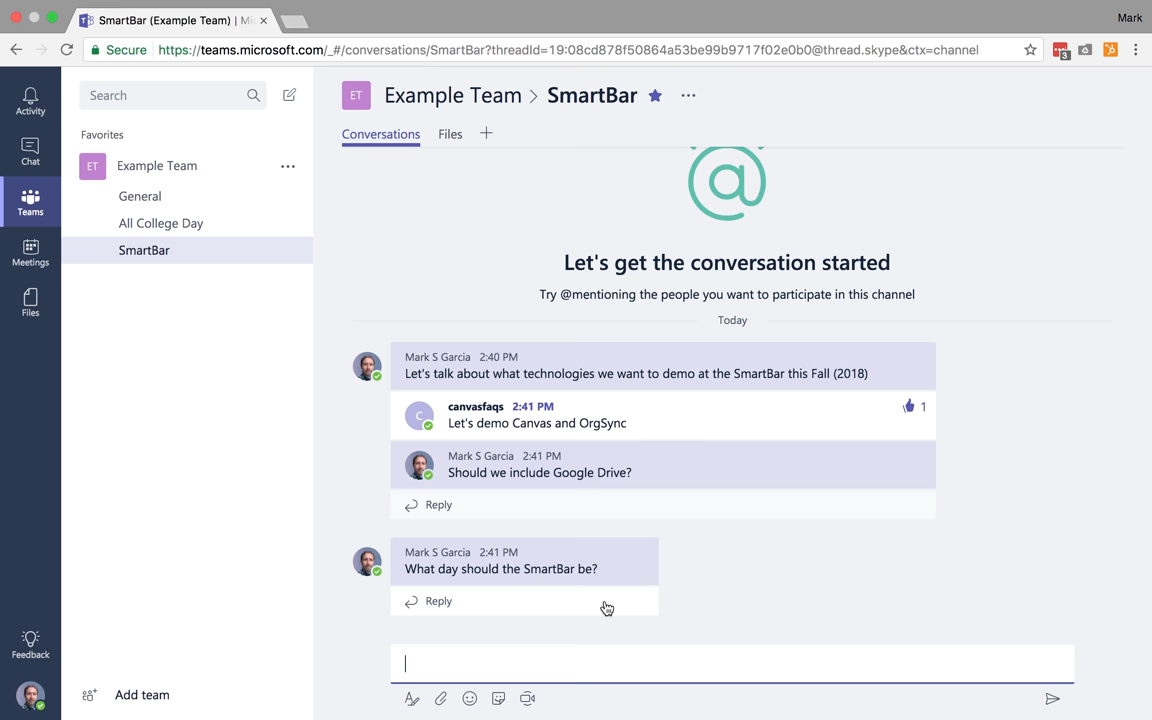 SmartBar (Example Team) | Mi
Mark
Secure
https://teams.microsoft.com/_#/conversations/SmartBar?threadId=19:08cd878f50864a53be99b9717f02e0b0@thread.skype&ctx=channel
3
Activity
Chat
Teams
Meetings
Files
Feedback
Search
Favorites
ET
Example Team
General
All College Day
SmartBar
Add team
ET
Example Team > SmartBar
Conversations
Files
@
Let's get the conversation started
Try @mentioning the people you want to participate in this channel
Today
Mark S Garcia 2:40 PM
Let's talk about what technologies we want to demo at the SmartBar this Fall (2018)
C
canvasfaqs 2:41 PM
1
Let's demo Canvas and OrgSync
Mark S Garcia 2:41 PM
Should we include Google Drive?
Reply
Mark S Garcia 2:41 PM
What day should the SmartBar be?
Reply